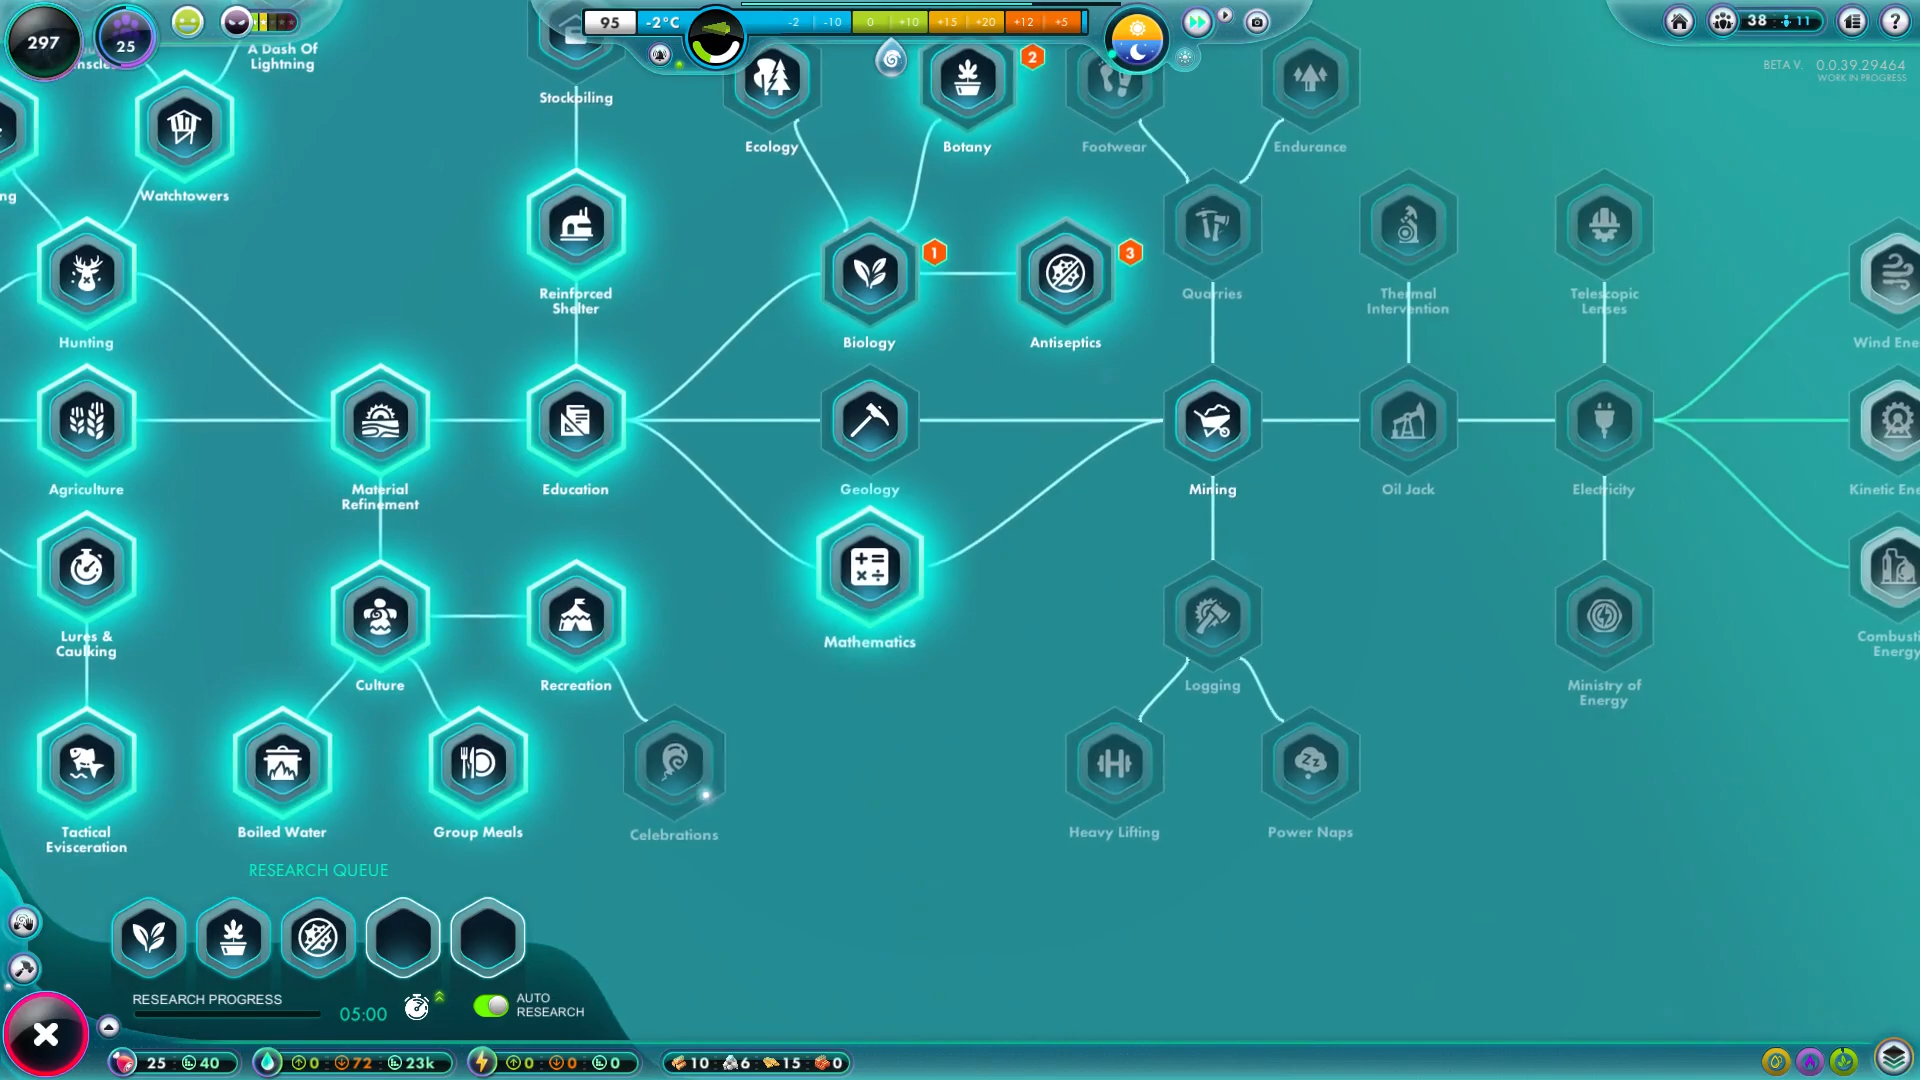 297
25
A Dash Of
Lightning
95
-2°C
-2
-10
0
+10
+15
+20
+12
+5
38
11
?
BETA V. 0.0.39.29464
WORK IN PROGRESS
2
Stockpiling
Ecology
Botany
Footwear
Endurance
Watchtowers
1
3
Reinforced
Shelter
Quarries
Thermal
Intervention
Telescopic
Lenses
Hunting
Biology
Antiseptics
Wind Ene
Agriculture
Material
Refinement
Education
Geology
Mining
Oil Jack
Electricity
Kinetic Ene
Lures &
Caulking
Mathematics
Combusti
Energy
Culture
Recreation
Logging
Ministry of
Energy
Tactical
Evisceration
Boiled Water
Group Meals
Celebrations
Heavy Lifting
Power Naps
RESEARCH QUEUE
RESEARCH PROGRESS
05:00
AUTO
RESEARCH
25
40
0
72
23k
0
0
0
10
6
15
0